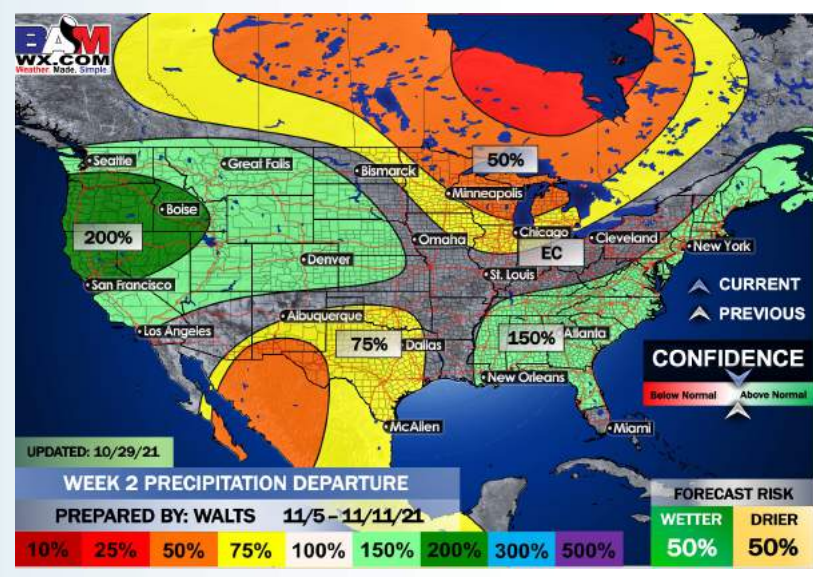 BAM
WX.COM
Weather. Made. Simple.
Seattle
Great Falls
Bismarck
50%
Minneapolis
Boise
200%
Omaha
Chicago
EC
Cleveland
New York
Denver
St. Louis
San Francisco
CURRENT
PREVIOUS
Los Angeles
Albuquerque
75%
Dallas
150%
Atlanta
CONFIDENCE
New Orleans
Below Normal
Above Normal
McAllen
Miami
UPDATED: 10/29/21
WEEK 2 PRECIPITATION DEPARTURE
PREPARED BY: WALTS 11/5 – 11/11/21
FORECAST RISK
WETTER DRIER
50% 50%
10% 25% 50% 75% 100% 150% 200% 300% 500%